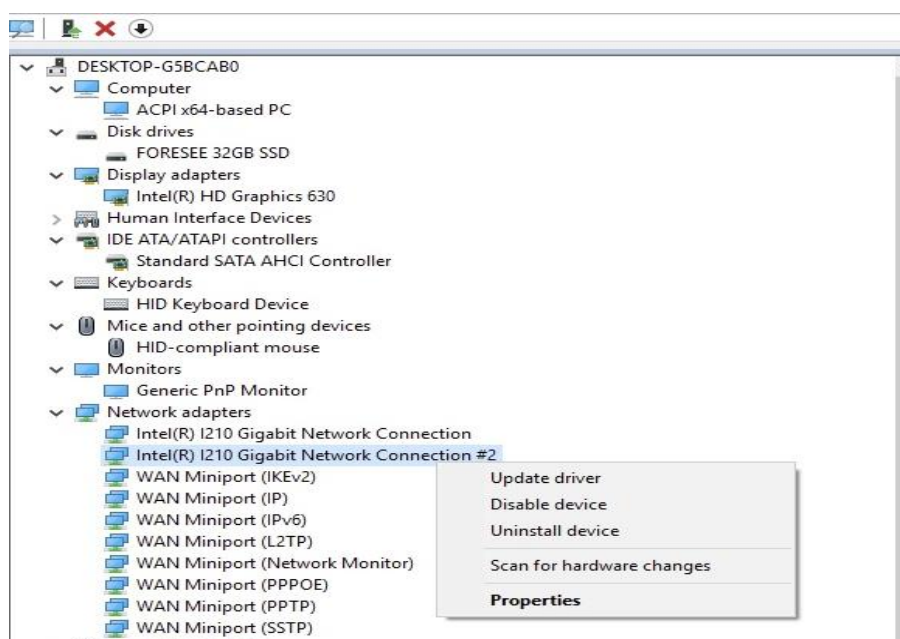 DESKTOP-G5BCAB0
Computer
ACPI x64-based PC
Disk drives
FORESEE 32GB SSD
Display adapters
Intel(R) HD Graphics 630
Human Interface Devices
IDE ATA/ATAPI controllers
Standard SATA AHCI Controller
Keyboards
HID Keyboard Device
Mice and other pointing devices
HID-compliant mouse
Monitors
Generic PnP Monitor
Network adapters
Intel(R) I210 Gigabit Network Connection
Intel(R) I210 Gigabit Network Connection #2
WAN Miniport (IKEv2)
WAN Miniport (IP)
WAN Miniport (IPv6)
WAN Miniport (L2TP)
WAN Miniport (Network Monitor)
WAN Miniport (PPPOE)
WAN Miniport (PPTP)
WAN Miniport (SSTP)
Update driver
Disable device
Uninstall device
Scan for hardware changes
Properties